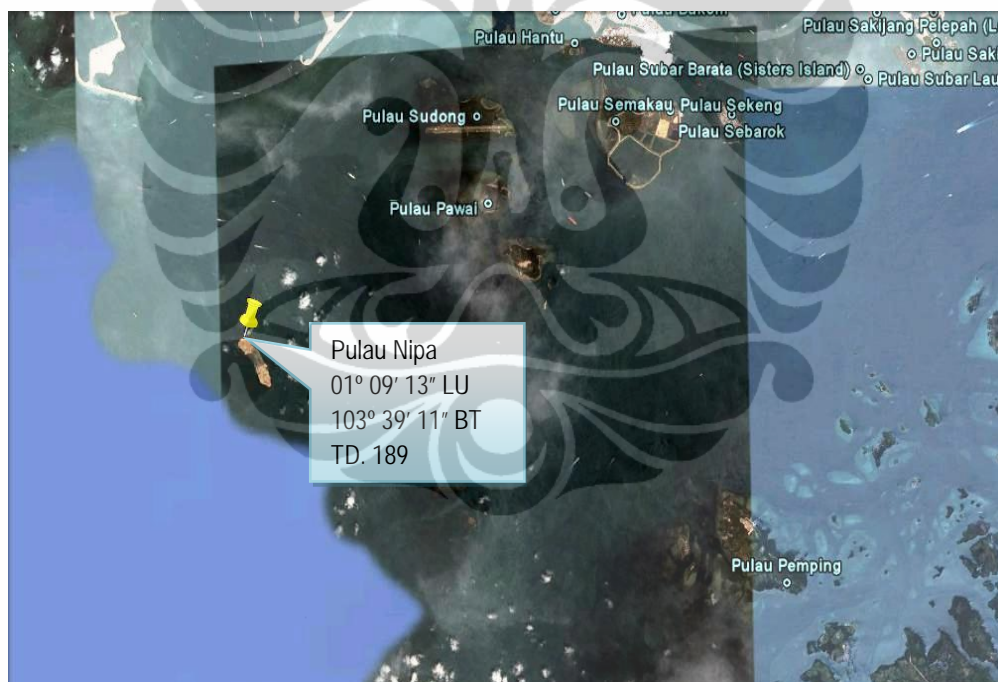 Pulau Hantu
Pulau Sakijang Pelepah (L
Pulau Saki
Pulau Subar Barata (Sisters Island)
Pulau Subar Lau
Pulau Sudong
Pulau Semakau
Pulau Sekeng
Pulau Sebarok
Pulau Pawai
Pulau Nipa
01º 09′ 13″ LU
103º 39′ 11″ BT
TD. 189
Pulau Pemping